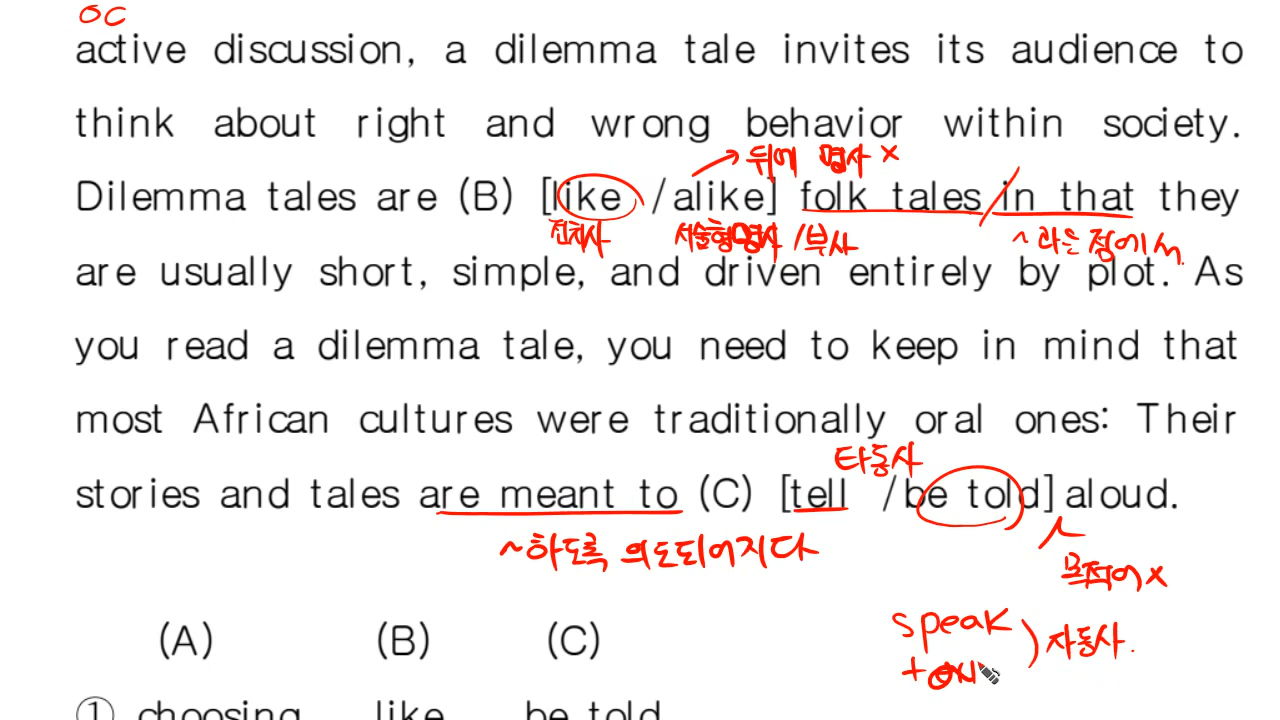 OC
active discussion, a dilemma tale invites its audience to
think about right and wrong behavior within society.
→ 뒤에 명사 ×
Dilemma tales are (B) [like /alike] folk tales/in that they
전치사 서술형명사 /부사 ~라는 점에서
are usually short, simple, and driven entirely by plot. As
you read a dilemma tale, you need to keep in mind that
most African cultures were traditionally oral ones: Their
타동사
stories and tales are meant to (C) [tell /be told] aloud.
~하도록 의도되어지다
목적어 ×
speak
(A) (B) (C)
) 자동사.
+
① choosing like be told